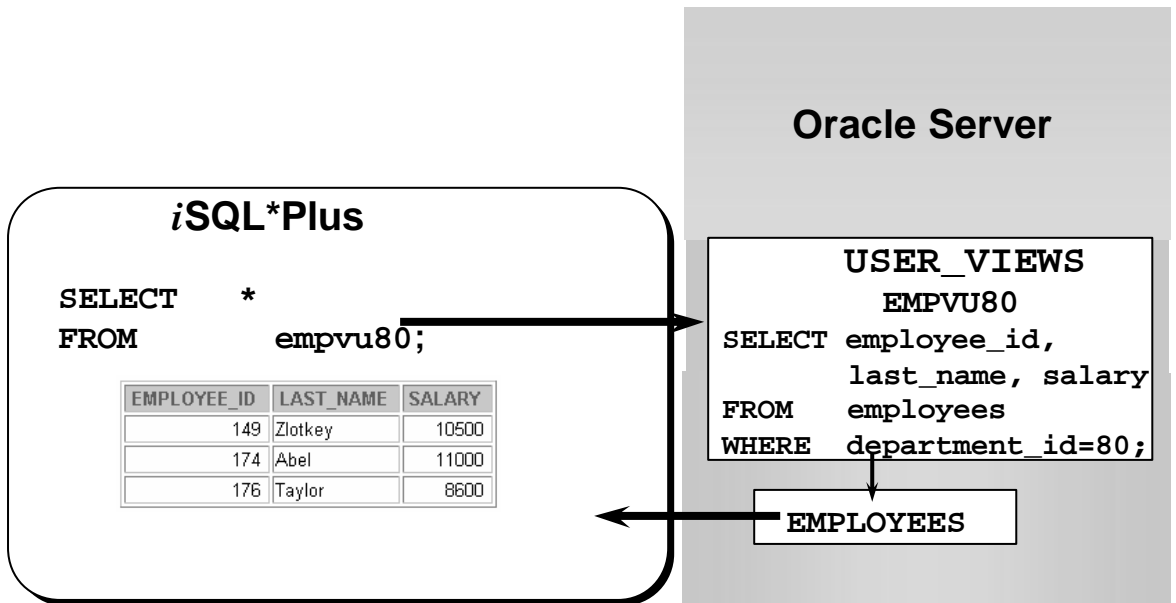 Oracle Server
iSQL*Plus
SELECT *
FROM empvu80;
EMPLOYEE_ID LAST_NAME SALARY
149 Zlotkey 10500
174 Abel 11000
176 Taylor 8600
USER_VIEWS
EMPVU80
SELECT employee_id,
last_name, salary
FROM employees
WHERE department_id=80;
EMPLOYEES